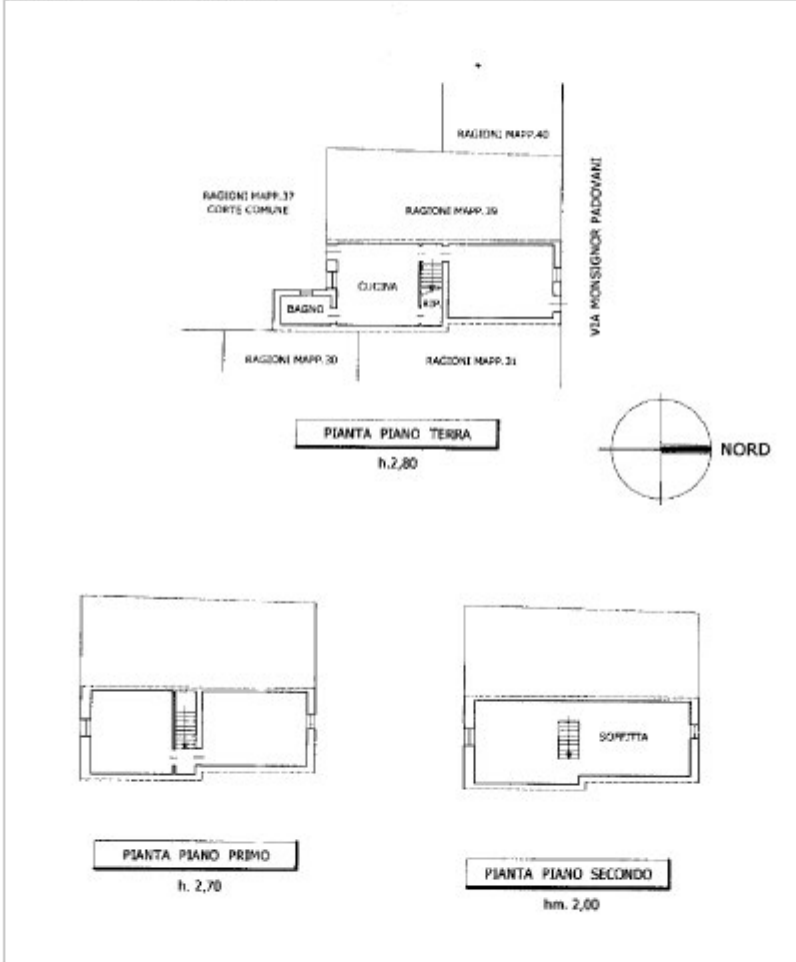 RAGIONI MAPP.40
VIA MONSIGNOR PADOVANI
RAGIONI MAPP.37
CORTE COMUNE
RAGIONI MAPP.39
CUCINA
RIP.
BAGNO
RAGIONI MAPP.30
RAGIONI MAPP.31
PIANTA PIANO TERRA
h.2,80
NORD
SOFFITTA
PIANTA PIANO PRIMO
h. 2,70
PIANTA PIANO SECONDO
hm. 2,00